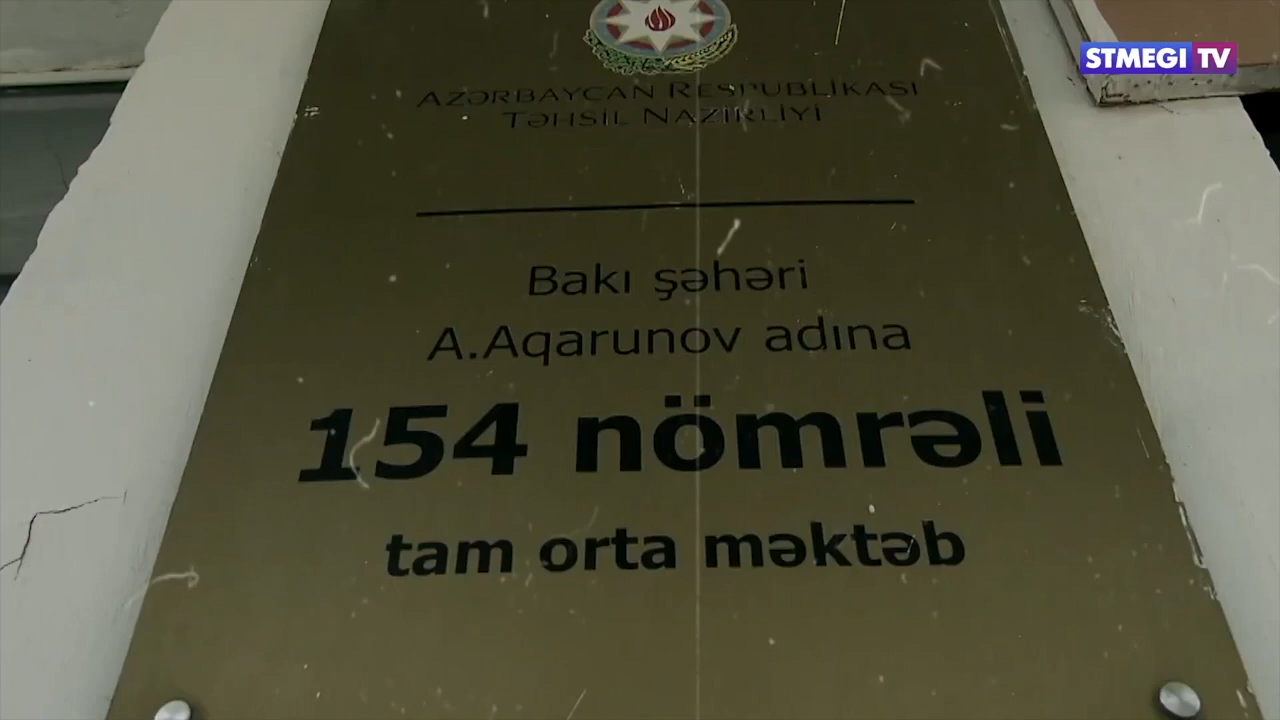 STMEGI TV
AZƏRBAYCAN RESPUBLİKASI
TƏHSİL NAZİRLİYİ
Bakı şəhəri
A.Aqarunov adına
154 nömrəli
tam orta məktəb